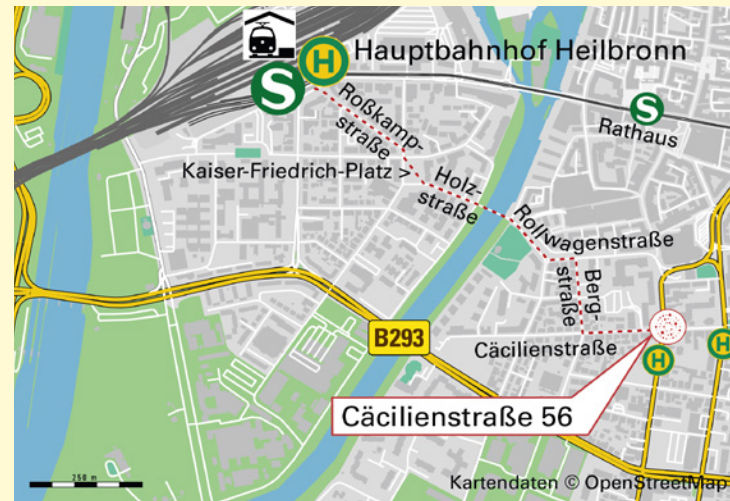 H
Hauptbahnhof Heilbronn
S
Roßkamp-
straße
S
Rathaus
Kaiser-Friedrich-Platz >
Holz-
straße
Rollwagenstraße
Berg-
straße
B293
Cäcilienstraße
H
H
Cäcilienstraße 56
250 m
Kartendaten © OpenStreetMap